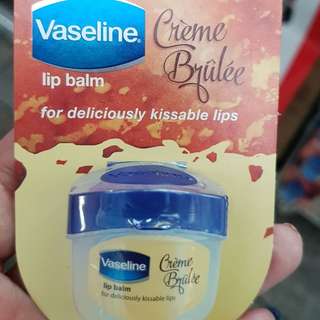 Vaseline
Crème
Brûlée
lip balm
for deliciously kissable lips
Vaseline
Crème
Brûlée
lip balm
for deliciously kissable lips